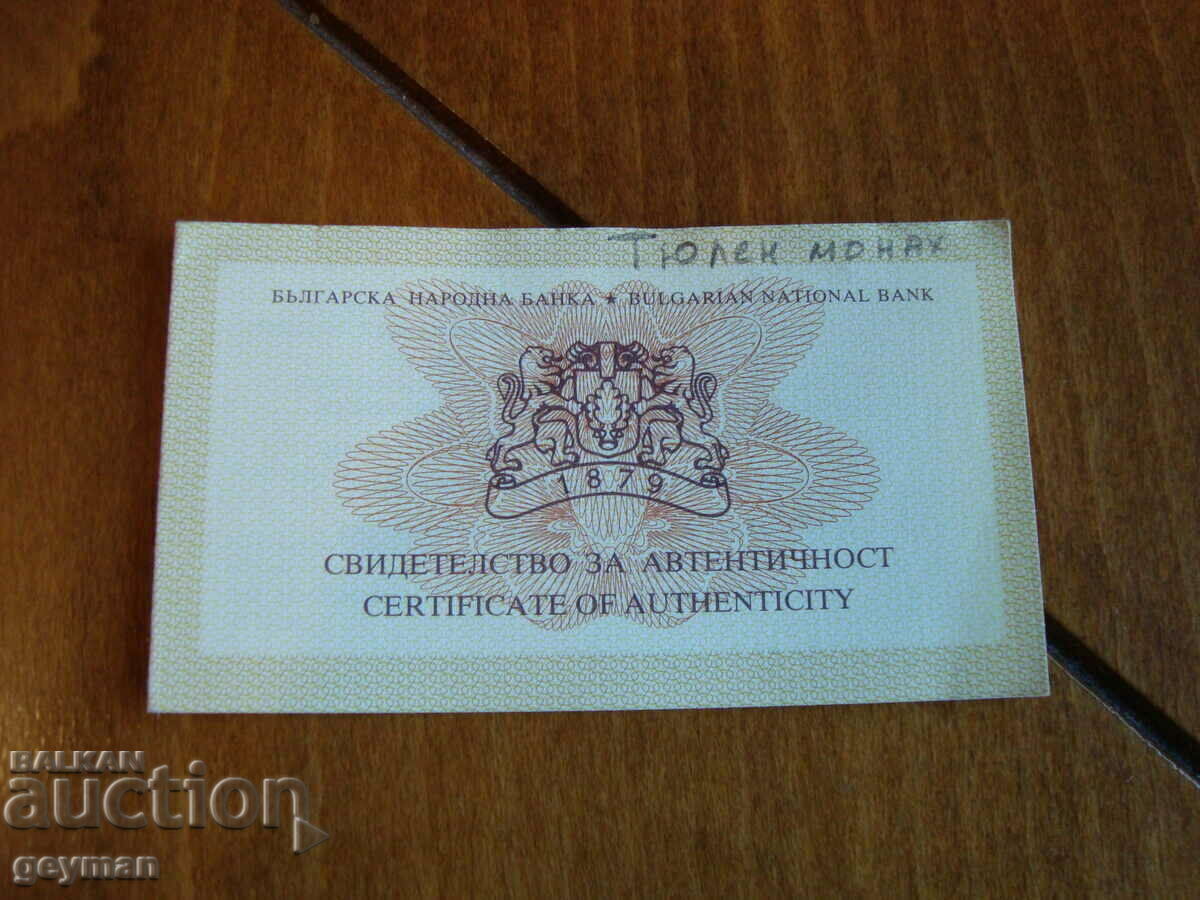 Тюлен монах
БЪЛГАРСКА НАРОДНА БАНКА ★ BULGARIAN NATIONAL BANK
1879
СВИДЕТЕЛСТВО ЗА АВТЕНТИЧНОСТ
CERTIFICATE OF AUTHENTICITY
BALKAN
auction
geyman